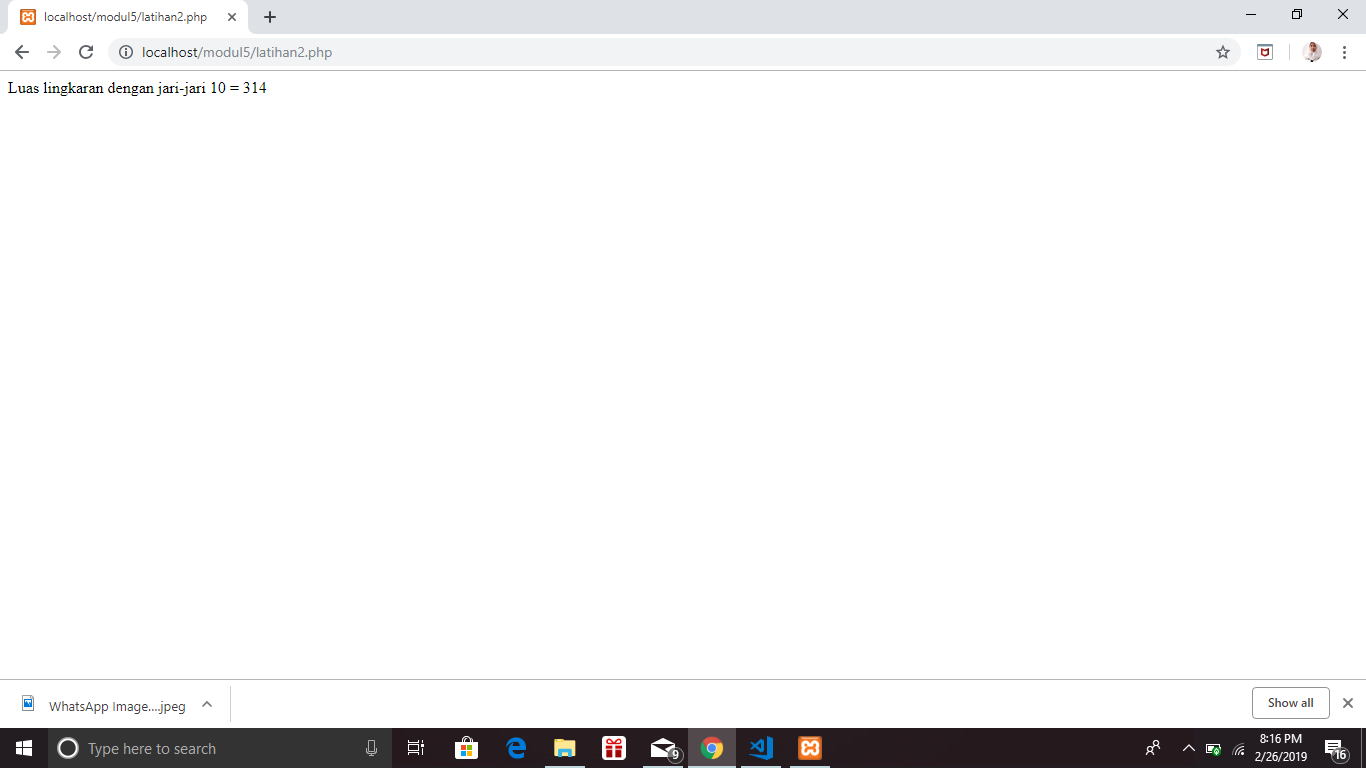 localhost/modul5/latihan2.php
localhost/modul5/latihan2.php
Luas lingkaran dengan jari-jari 10 = 314
WhatsApp Image....jpeg
Show all
Type here to search
9
8:16 PM
2/26/2019
16